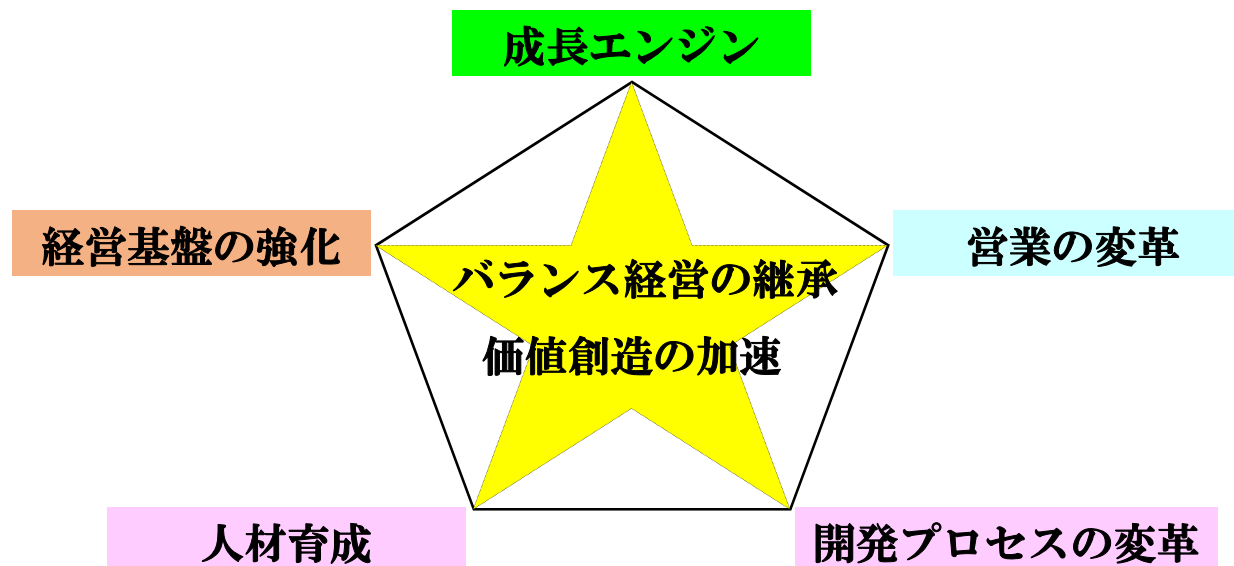 成長エンジン
経営基盤の強化
営業の変革
バランス経営の継承
価値創造の加速
人材育成
開発プロセスの変革